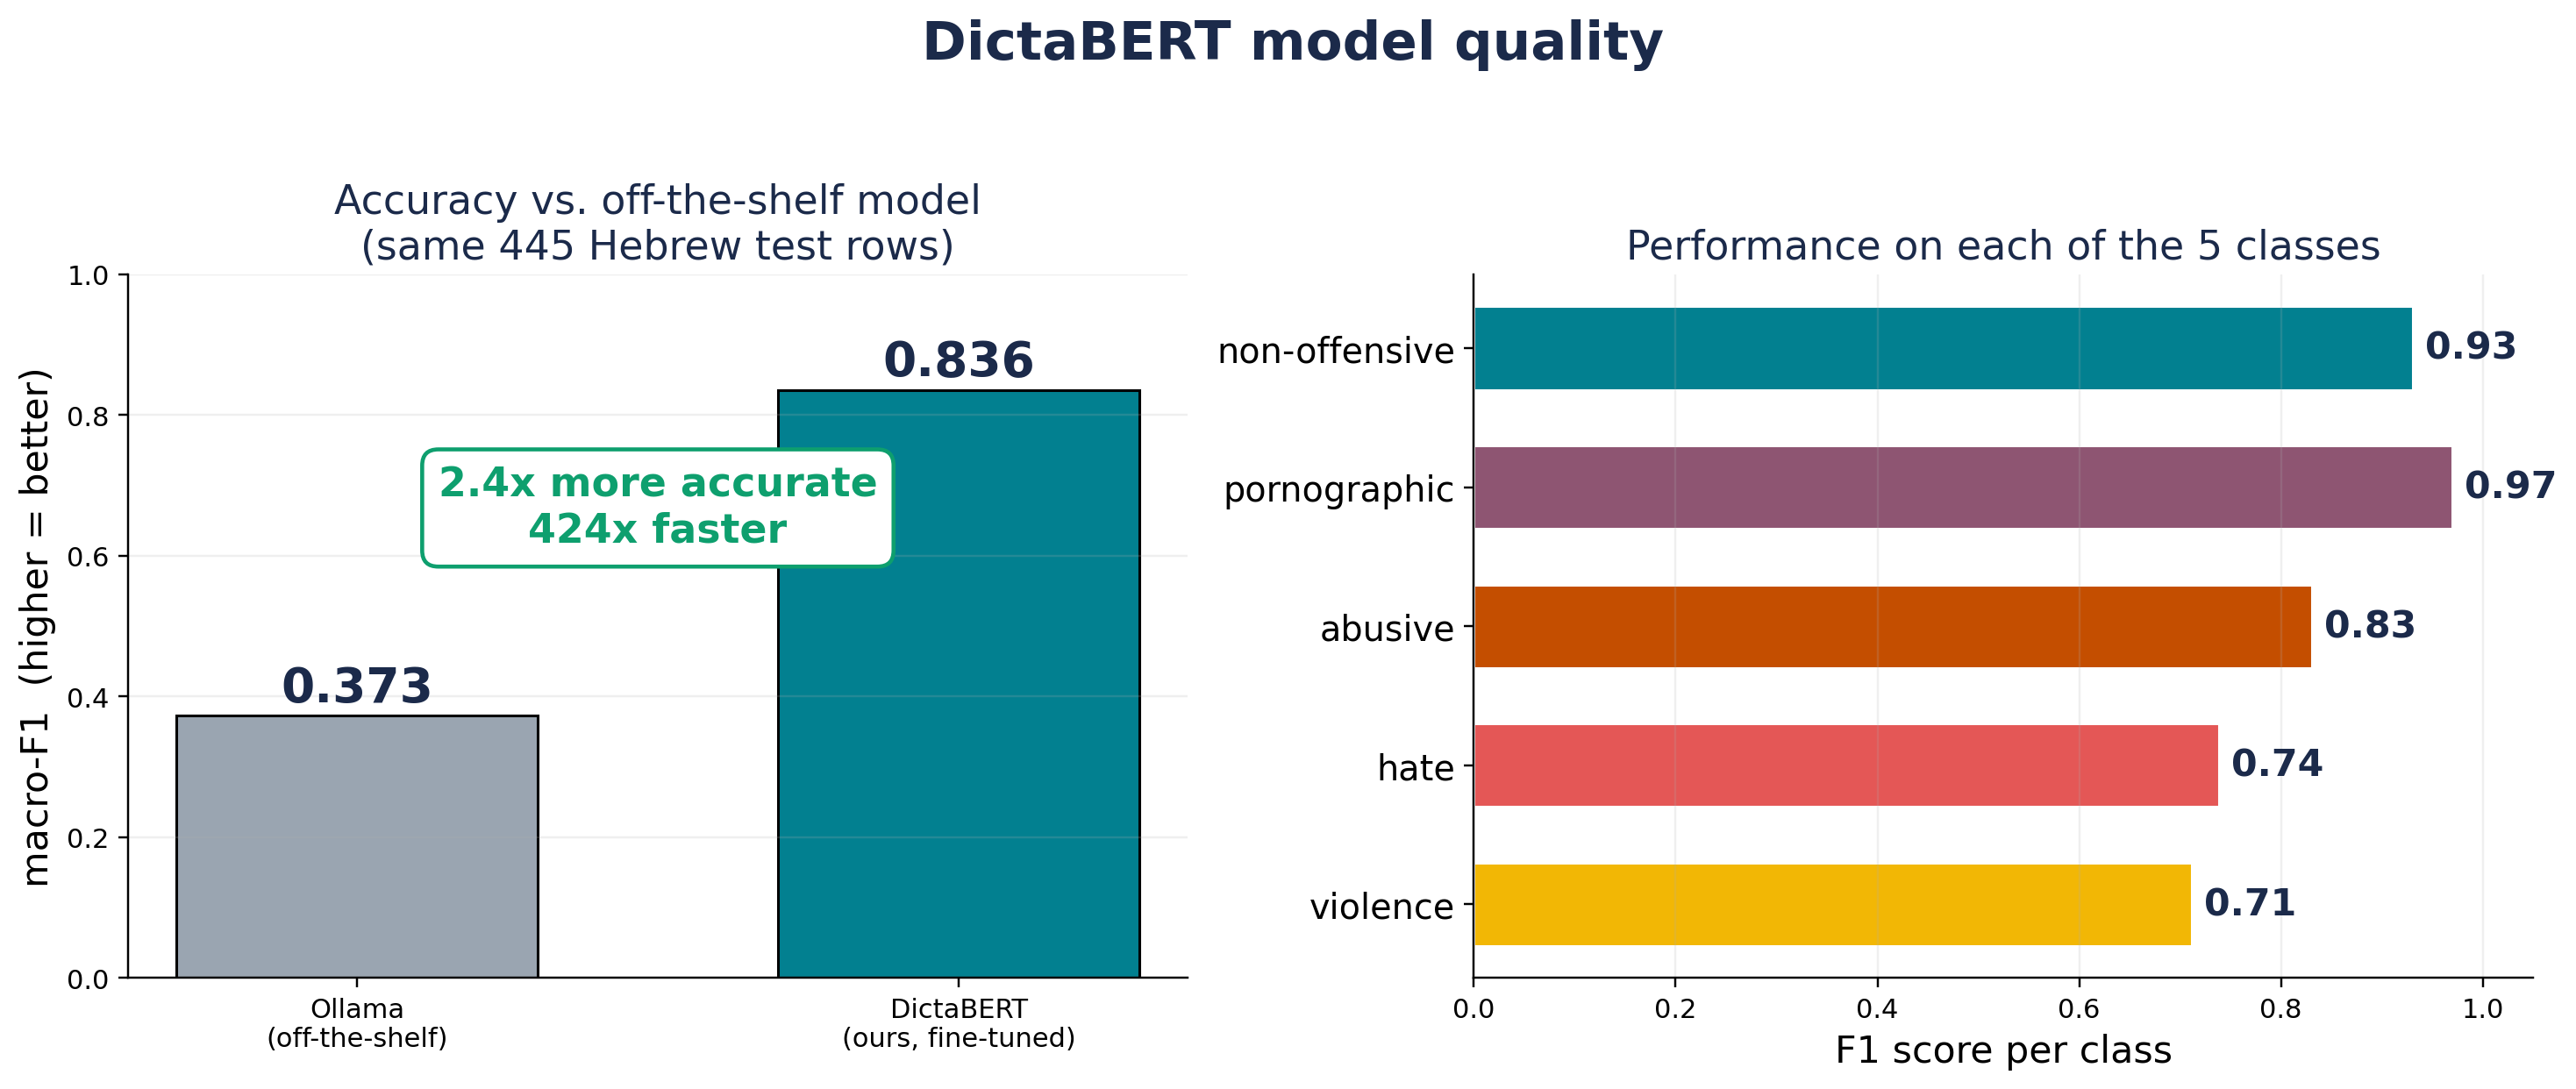 DictaBERT model quality
Accuracy vs. off-the-shelf model
(same 445 Hebrew test rows)
macro-F1 (higher = better)
1.0
0.8
0.6
0.4
0.2
0.0
0.373
0.836
2.4x more accurate
424x faster
Ollama
(off-the-shelf)
DictaBERT
(ours, fine-tuned)
Performance on each of the 5 classes
non-offensive
0.93
pornographic
0.97
abusive
0.83
hate
0.74
violence
0.71
0.0 0.2 0.4 0.6 0.8 1.0
F1 score per class